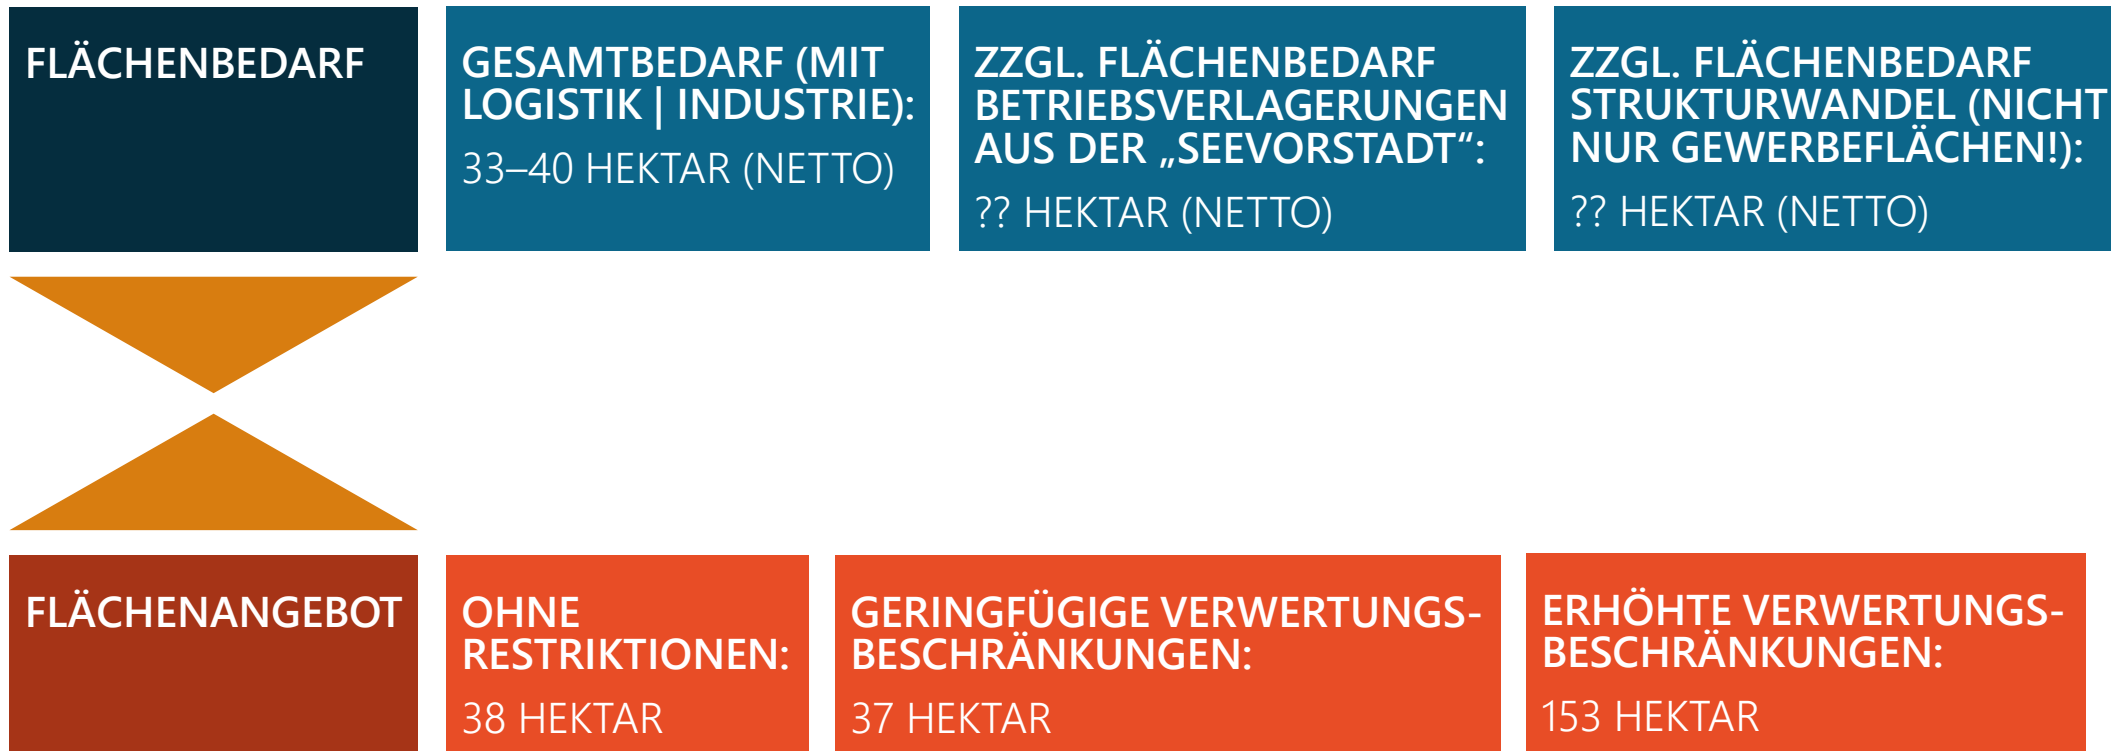 FLÄCHENBEDARF
GESAMTBEDARF (MIT
LOGISTIK | INDUSTRIE):
33–40 HEKTAR (NETTO)
ZZGL. FLÄCHENBEDARF
BETRIEBSVERLAGERUNGEN
AUS DER „SEEVORSTADT“:
?? HEKTAR (NETTO)
ZZGL. FLÄCHENBEDARF
STRUKTURWANDEL (NICHT
NUR GEWERBEFLÄCHEN!):
?? HEKTAR (NETTO)
FLÄCHENANGEBOT
OHNE
RESTRIKTIONEN:
38 HEKTAR
GERINGFÜGIGE VERWERTUNGS-
BESCHRÄNKUNGEN:
37 HEKTAR
ERHÖHTE VERWERTUNGS-
BESCHRÄNKUNGEN:
153 HEKTAR